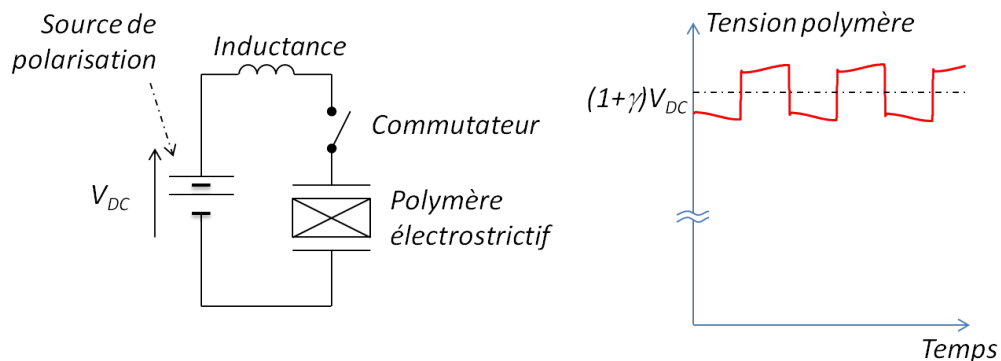 Source de
polarisation
Inductance
Commutateur
V_DC
Polymère
électrostrictif
Tension polymère
(1+γ)V_DC
Temps